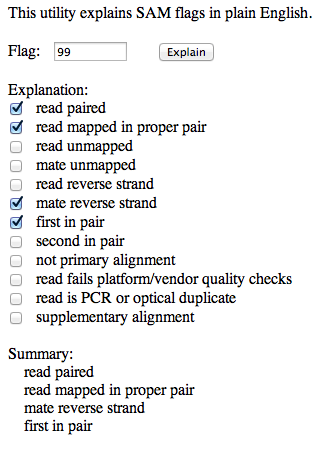 This utility explains SAM flags in plain English.
Flag: 99 Explain
Explanation:
read paired
read mapped in proper pair
read unmapped
mate unmapped
read reverse strand
mate reverse strand
first in pair
second in pair
not primary alignment
read fails platform/vendor quality checks
read is PCR or optical duplicate
supplementary alignment
Summary:
read paired
read mapped in proper pair
mate reverse strand
first in pair